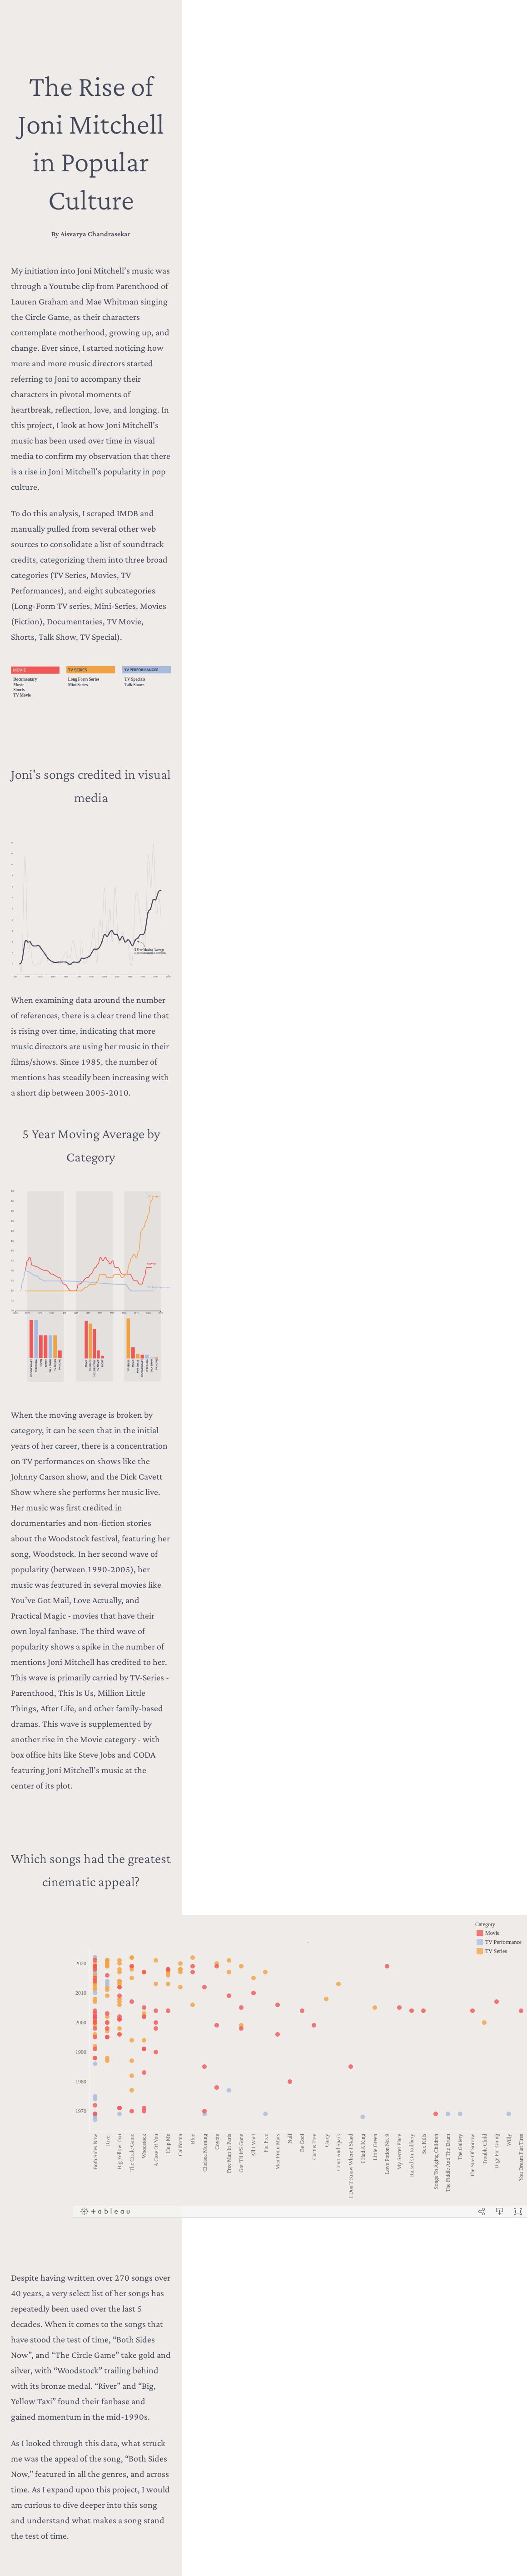 The Rise of
Joni Mitchell
in Popular
Culture
By Aisvarya Chandrasekar
My initiation into Joni Mitchell's music was
through a Youtube clip from Parenthood of
Lauren Graham and Mae Whitman singing
the Circle Game, as their characters
contemplate motherhood, growing up, and
change. Ever since, I started noticing how
more and more music directors started
referring to Joni to accompany their
characters in pivotal moments of
heartbreak, reflection, love, and longing. In
this project, I look at how Joni Mitchell's
music has been used over time in visual
media to confirm my observation that there
is a rise in Joni Mitchell's popularity in pop
culture.
To do this analysis, I scraped IMDB and
manually pulled from several other web
sources to consolidate a list of soundtrack
credits, categorizing them into three broad
categories (TV Series, Movies, TV
Performances), and eight subcategories
(Long-Form TV series, Mini-Series, Movies
(Fiction), Documentaries, TV Movie,
Shorts, Talk Show, TV Special).
MOVIE TV SERIES TV PERFORMANCES
Documentary Long Form Series TV Specials
Movie Mini Series Talk Shows
Shorts
TV Movie
Joni's songs credited in visual
media
5 Year Moving Average
When examining data around the number
of references, there is a clear trend line that
is rising over time, indicating that more
music directors are using her music in their
films/shows. Since 1985, the number of
mentions has steadily been increasing with
a short dip between 2005-2010.
5 Year Moving Average by
Category
When the moving average is broken by
category, it can be seen that in the initial
years of her career, there is a concentration
on TV performances on shows like the
Johnny Carson show, and the Dick Cavett
Show where she performs her music live.
Her music was first credited in
documentaries and non-fiction stories
about the Woodstock festival, featuring her
song, Woodstock. In her second wave of
popularity (between 1990-2005), her
music was featured in several movies like
You've Got Mail, Love Actually, and
Practical Magic - movies that have their
own loyal fanbase. The third wave of
popularity shows a spike in the number of
mentions Joni Mitchell has credited to her.
This wave is primarily carried by TV-Series -
Parenthood, This Is Us, Million Little
Things, After Life, and other family-based
dramas. This wave is supplemented by
another rise in the Movie category - with
box office hits like Steve Jobs and CODA
featuring Joni Mitchell's music at the
center of its plot.
Which songs had the greatest
cinematic appeal?
Category
Movie
TV Performance
TV Series
2020
2010
2000
1990
1980
1970
Both Sides Now
River
Big Yellow Taxi
The Circle Game
Woodstock
A Case Of You
Help Me
California
Blue
Chelsea Morning
Coyote
Free Man In Paris
Got 'Til It's Gone
All I Want
For Free
Man From Mars
Null
Be Cool
Cactus Tree
Carey
Court And Spark
I Don'T Know Where I Stand
I Had A King
Little Green
Love Potion No. 9
My Secret Place
Raised On Robbery
Sex Kills
Songs To Aging Children
The Fiddle And The Drum
The Gallery
The Sire Of Sorrow
Trouble Child
Urge For Going
Willy
You Dream Flat Tires
+ a b l e a u
Despite having written over 270 songs over
40 years, a very select list of her songs has
repeatedly been used over the last 5
decades. When it comes to the songs that
have stood the test of time, "Both Sides
Now", and "The Circle Game" take gold and
silver, with "Woodstock" trailing behind
with its bronze medal. "River" and "Big,
Yellow Taxi" found their fanbase and
gained momentum in the mid-1990s.
As I looked through this data, what struck
me was the appeal of the song, "Both Sides
Now," featured in all the genres, and across
time. As I expand upon this project, I would
am curious to dive deeper into this song
and understand what makes a song stand
the test of time.